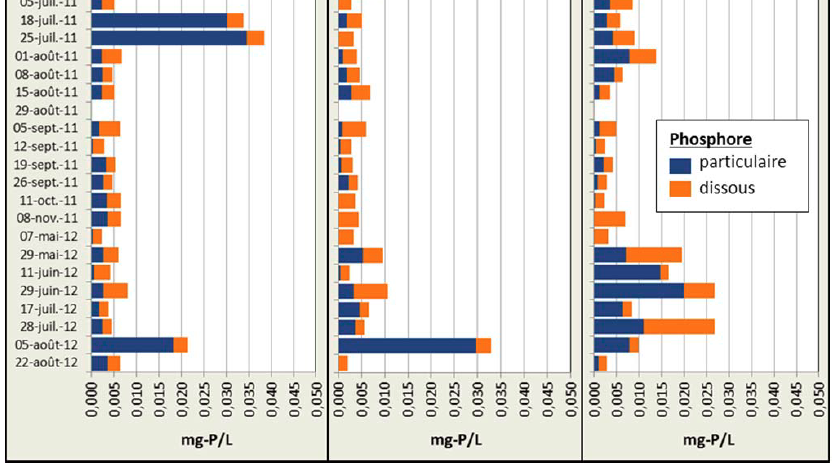 05-juil.-11
18-juil.-11
25-juil.-11
01-août-11
08-août-11
15-août-11
29-août-11
05-sept.-11
12-sept.-11
19-sept.-11
26-sept.-11
11-oct.-11
08-nov.-11
07-mai-12
29-mai-12
11-juin-12
29-juin-12
17-juil.-12
28-juil.-12
05-août-12
22-août-12
Phosphore
particulaire
dissous
0,000 0,005 0,010 0,015 0,020 0,025 0,030 0,035 0,040 0,045 0,050
mg-P/L
0,000 0,005 0,010 0,015 0,020 0,025 0,030 0,035 0,040 0,045 0,050
mg-P/L
0,000 0,005 0,010 0,015 0,020 0,025 0,030 0,035 0,040 0,045 0,050
mg-P/L